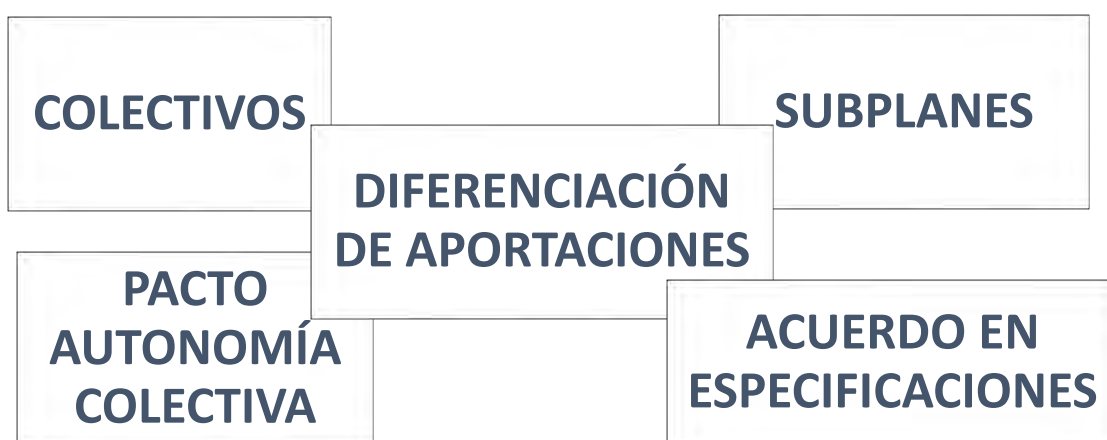 COLECTIVOS
SUBPLANES
DIFERENCIACIÓN
DE APORTACIONES
PACTO
AUTONOMÍA
COLECTIVA
ACUERDO EN
ESPECIFICACIONES